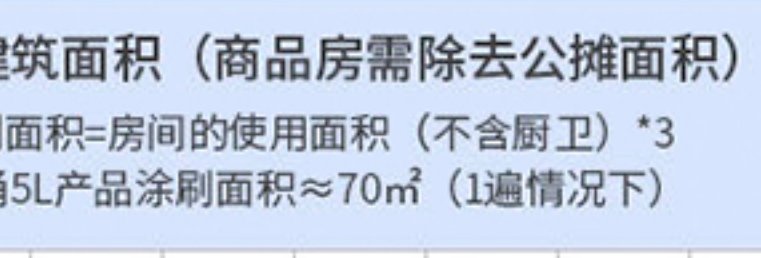 筑面积（商品房需除去公摊面积）
面积=房间的使用面积（不含厨卫）*3
5L产品涂刷面积≈70㎡（1遍情况下）